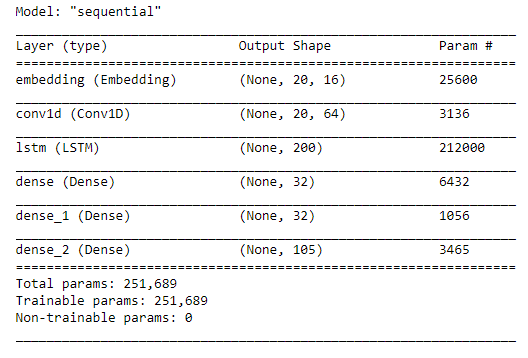 Model: "sequential"
Layer (type) Output Shape Param #
embedding (Embedding) (None, 20, 16) 25600
conv1d (Conv1D) (None, 20, 64) 3136
lstm (LSTM) (None, 200) 212000
dense (Dense) (None, 32) 6432
dense_1 (Dense) (None, 32) 1056
dense_2 (Dense) (None, 105) 3465
Total params: 251,689
Trainable params: 251,689
Non-trainable params: 0